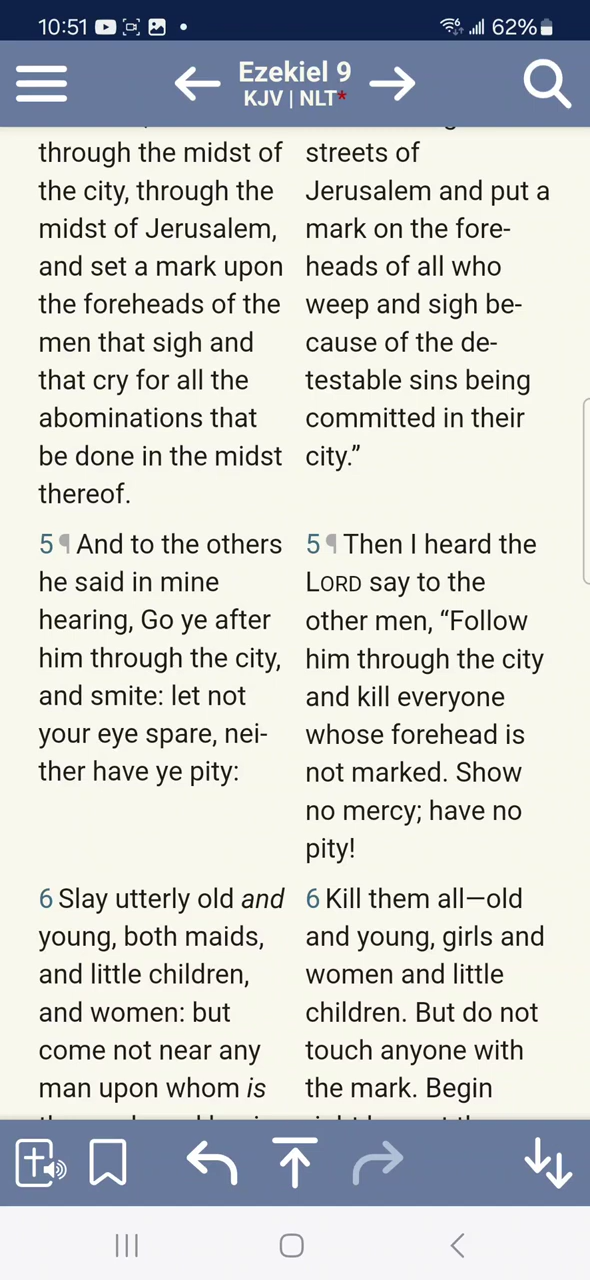 10:51
62%
Ezekiel 9
KJV | NLT*
through the midst of
the city, through the
midst of Jerusalem,
and set a mark upon
the foreheads of the
men that sigh and
that cry for all the
abominations that
be done in the midst
thereof.
5 ¶ And to the others
he said in mine
hearing, Go ye after
him through the city,
and smite: let not
your eye spare, nei-
ther have ye pity:
6 Slay utterly old and
young, both maids,
and little children,
and women: but
come not near any
man upon whom is
streets of
Jerusalem and put a
mark on the fore-
heads of all who
weep and sigh be-
cause of the de-
testable sins being
committed in their
city.”
5 ¶ Then I heard the
LORD say to the
other men, “Follow
him through the city
and kill everyone
whose forehead is
not marked. Show
no mercy; have no
pity!
6 Kill them all—old
and young, girls and
women and little
children. But do not
touch anyone with
the mark. Begin